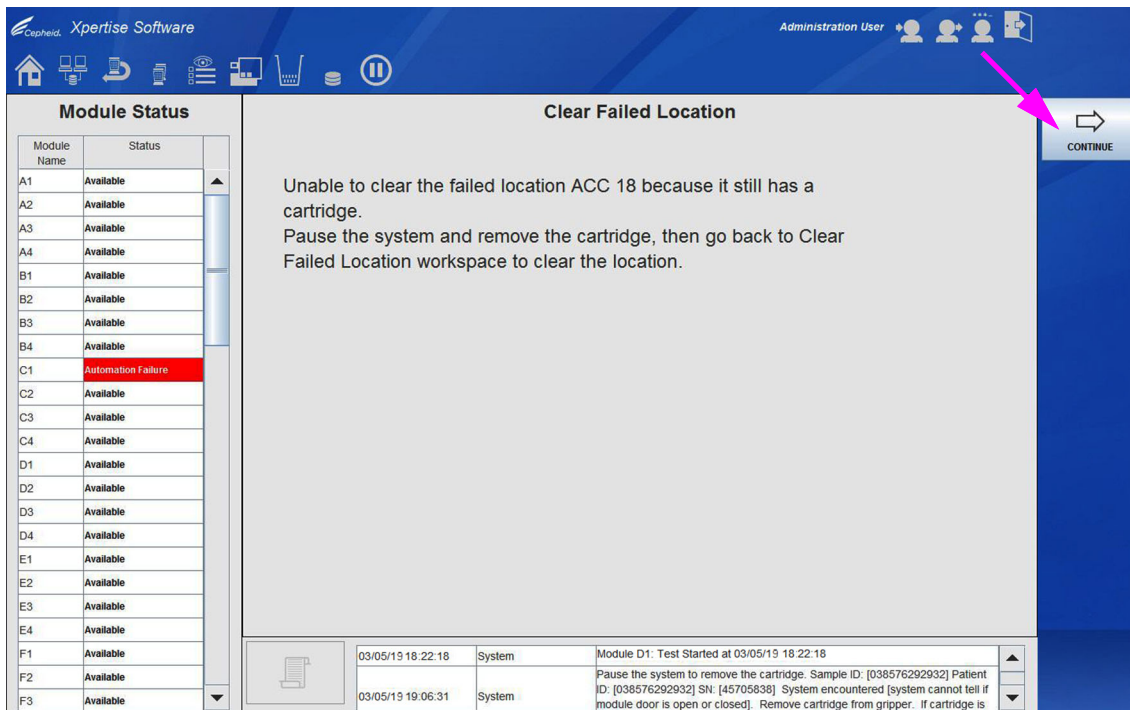 Cepheid. Xpertise Software
Administration User
Module Status
Module Name Status
A1 Available
A2 Available
A3 Available
A4 Available
B1 Available
B2 Available
B3 Available
B4 Available
C1 Automation Failure
C2 Available
C3 Available
C4 Available
D1 Available
D2 Available
D3 Available
D4 Available
E1 Available
E2 Available
E3 Available
E4 Available
F1 Available
F2 Available
F3 Available
Clear Failed Location
Unable to clear the failed location ACC 18 because it still has a
cartridge.
Pause the system and remove the cartridge, then go back to Clear
Failed Location workspace to clear the location.
CONTINUE
03/05/19 18:22:18 System Module D1: Test Started at 03/05/19 18:22:18
03/05/19 19:06:31 System Pause the system to remove the cartridge. Sample ID: [038576292932] Patient
ID: [038576292932] SN: [45705838] System encountered [system cannot tell if
module door is open or closed]. Remove cartridge from gripper. If cartridge is